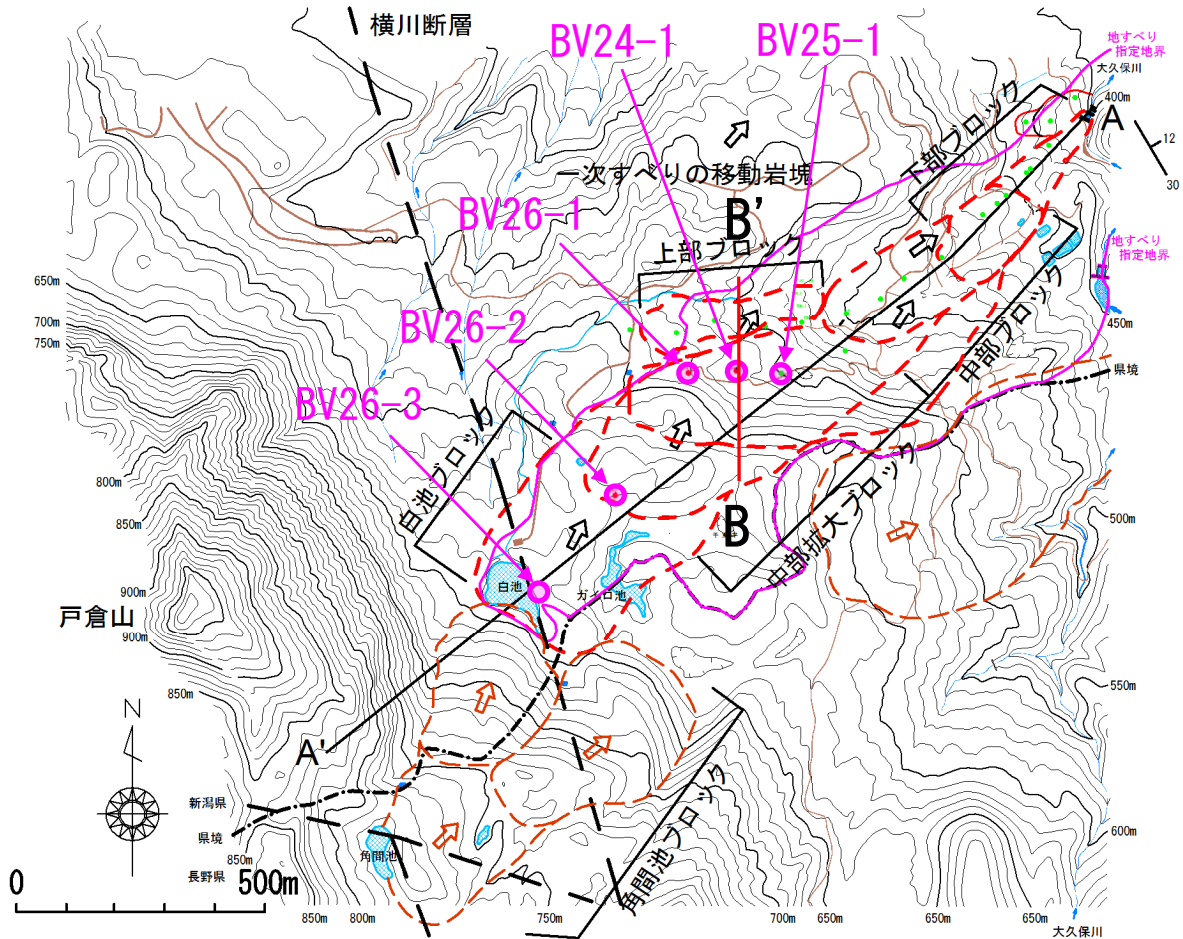 横川断層
BV24-1
BV25-1
地すべり
指定地界
大久保川
400m
A
12
30
下部ブロック
一次すべりの移動岩塊
BV26-1
B'
上部ブロック
地すべり
指定地界
650m
700m
750m
BV26-2
450m
中部ブロック
県境
BV26-3
白池ブロック
800m
850m
900m
戸倉山
900m
850m
B
中部拡大ブロック
500m
白池
ガイロ池
550m
N
A'
新潟県
県境
長野県
850m
角間池
角間池ブロック
600m
0
500m
850m
800m
750m
700m
650m
650m
650m
大久保川